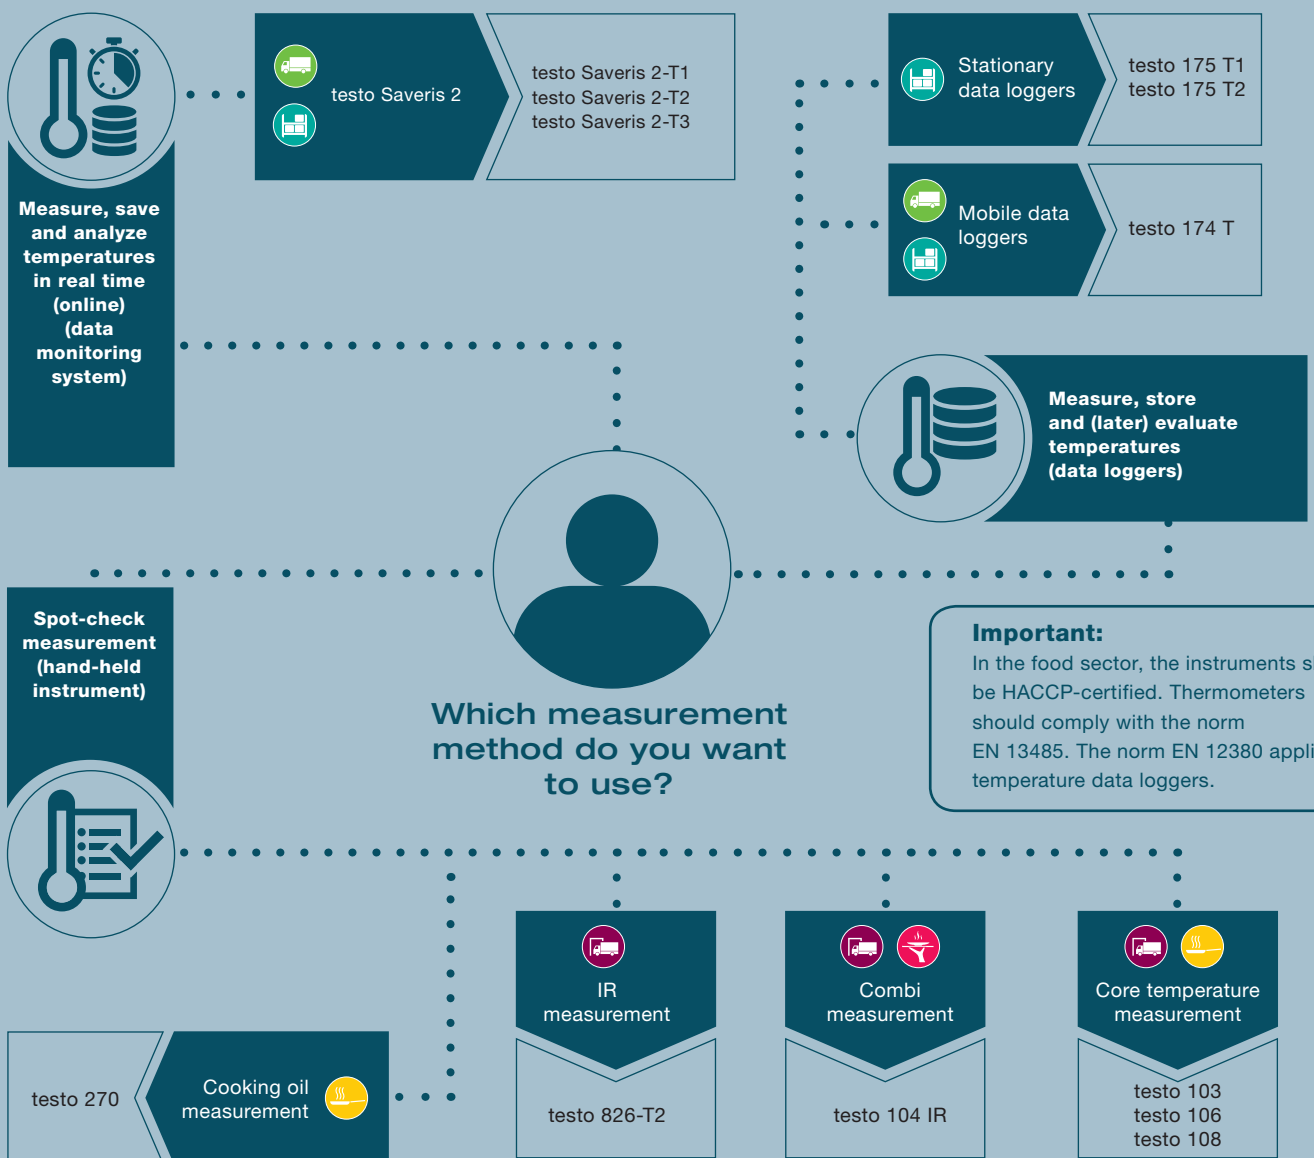 testo Saveris 2
testo Saveris 2-T1
testo Saveris 2-T2
testo Saveris 2-T3
Measure, save
and analyze
temperatures
in real time
(online)
(data
monitoring
system)
Stationary
data loggers
testo 175 T1
testo 175 T2
Mobile data
loggers
testo 174 T
Measure, store
and (later) evaluate
temperatures
(data loggers)
Spot-check
measurement
(hand-held
instrument)
Which measurement
method do you want
to use?
Important:
In the food sector, the instruments
be HACCP-certified. Thermometers
should comply with the norm
EN 13485. The norm EN 12380
temperature data loggers.
IR
measurement
testo 826-T2
Combi
measurement
testo 104 IR
Core temperature
measurement
testo 103
testo 106
testo 108
Cooking oil
measurement
testo 270